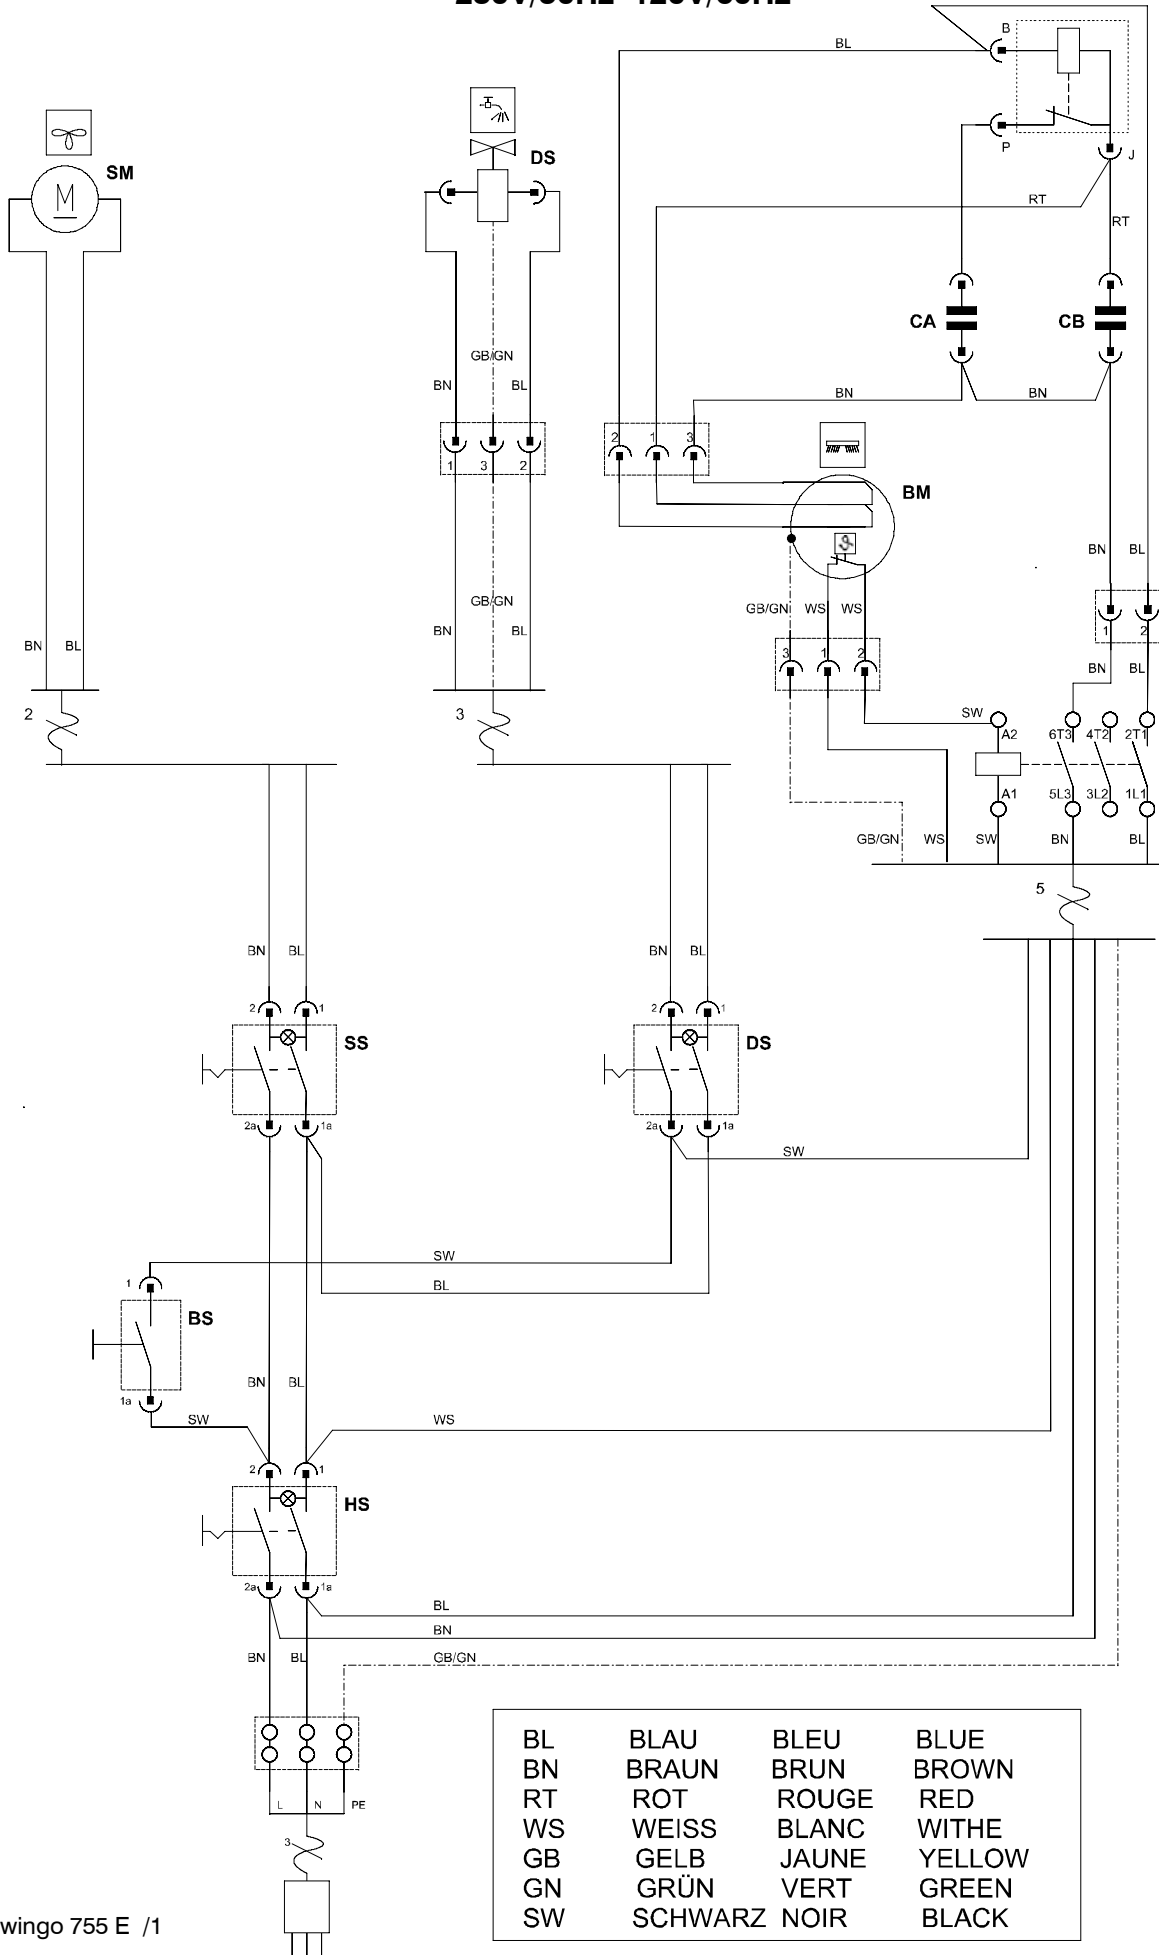 B
BL
P
J
SM
M
DS
RT
RT
CA
CB
GB/GN
BN
BL
BN
BN
2
1
3
1
3
2
BM
BN
BL
GB/GN
BN
BL
GB/GN
WS
WS
1
2
BN
BL
3
1
2
BN
BL
2
3
SW
A2
6T3
4T2
2T1
A1
5L3
3L2
1L1
GB/GN
WS
SW
BN
BL
5
BN
BL
BN
BL
2
1
2
1
SS
DS
2a
1a
2a
1a
SW
SW
BL
1
BS
1a
BN
BL
SW
WS
2
1
HS
2a
1a
BL
BN
BN
BL
GB/GN
L
N
PE
3
BL BLAU BLEU BLUE
BN BRAUN BRUN BROWN
RT ROT ROUGE RED
WS WEISS BLANC WITHE
GB GELB JAUNE YELLOW
GN GRÜN VERT GREEN
SW SCHWARZ NOIR BLACK
wingo 755 E /1